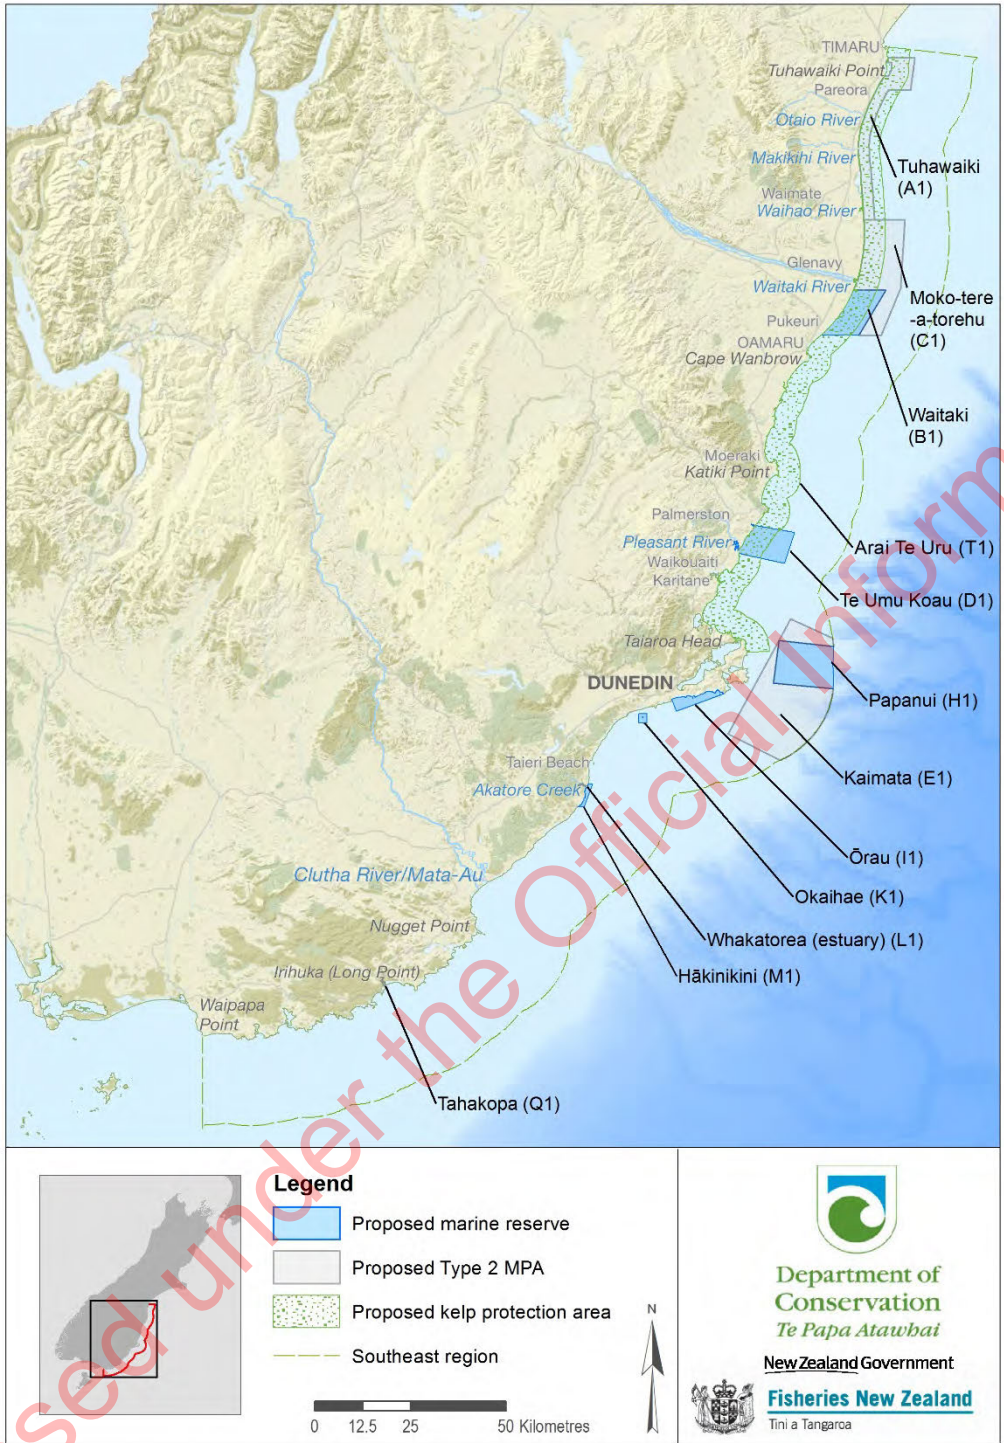 TIMARU
Tuhawaiki Point
Pareora
Otaio River
Makikihi River
Tuhawaiki
(A1)
Waimate
Waihao River
Glenavy
Waitaki River
Moko-tere
-a-torehu
(C1)
Pukeuri
OAMARU
Cape Wanbrow
Waitaki
(B1)
Moeraki
Katiki Point
Palmerston
Pleasant River
Arai Te Uru (T1)
Waikouaiti
Karitane
Te Umu Koau (D1)
Taiaroa Head
DUNEDIN
Papanui (H1)
Taieri Beach
Kaimata (E1)
Akatore Creek
Ōrau (I1)
Clutha River/Mata-Au
Okaihae (K1)
Nugget Point
Whakatorea (estuary) (L1)
Irihuka (Long Point)
Hākinikini (M1)
Waipapa
Point
Tahakopa (Q1)
sed under the Official Inform
Legend
Proposed marine reserve
Proposed Type 2 MPA
Proposed kelp protection area
Southeast region
N
0 12.5 25 50 Kilometres
Department of
Conservation
Te Papa Atawhai
New Zealand Government
Fisheries New Zealand
Tini a Tangaroa